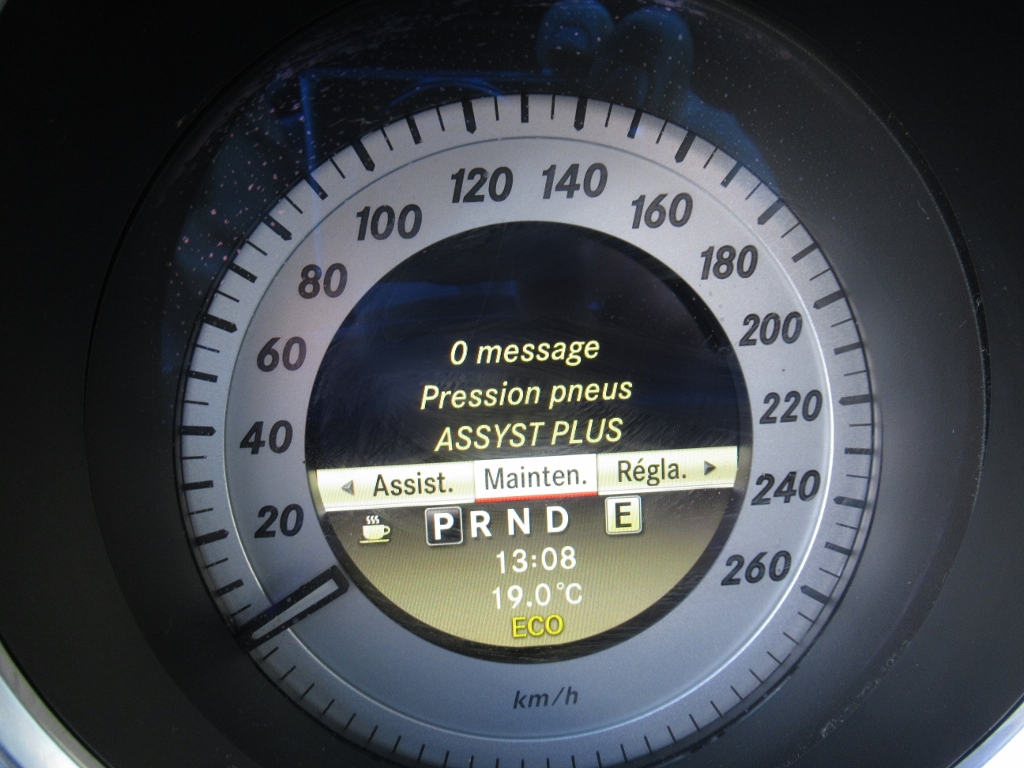 120 140
100 160
80 180
60 200
0 message
Pression pneus
40 220
ASSYST PLUS
Assist. Mainten. Régla.
20 240
P R N D E
13:08
260
19.0°C
ECO
km/h